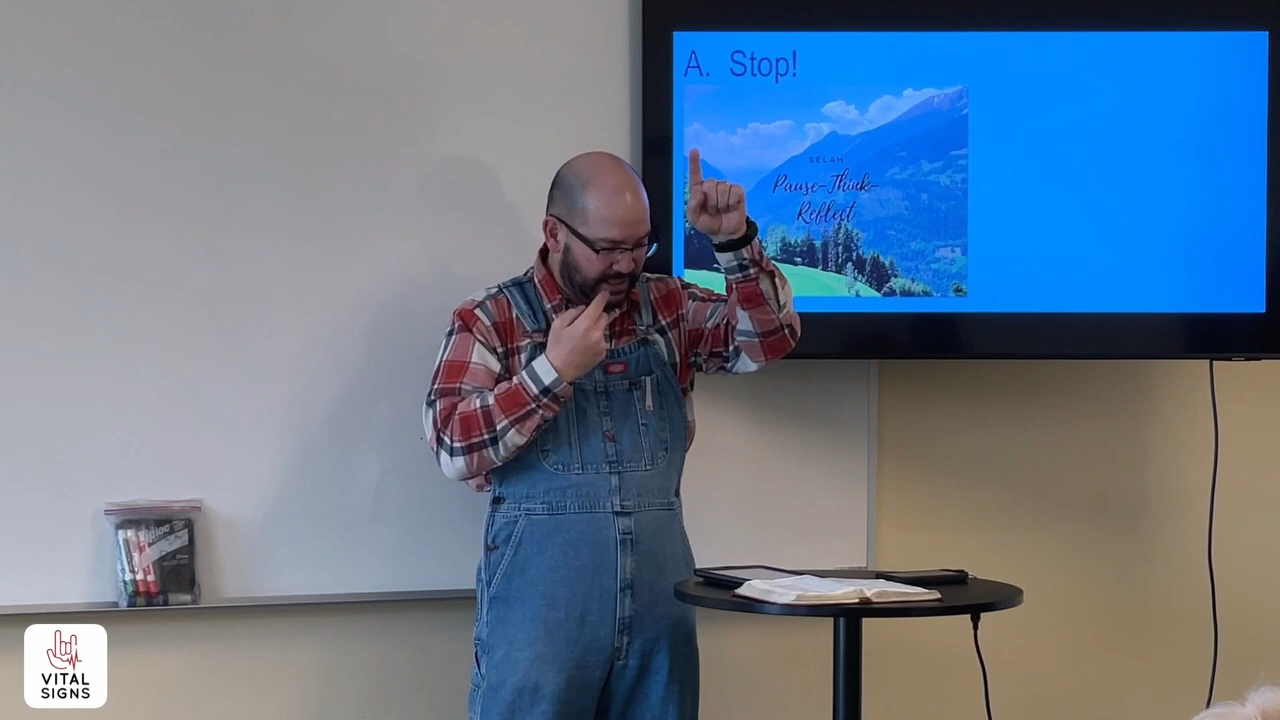 A. Stop!
SELAH
Pause-Think-
Reflect
VITAL
SIGNS